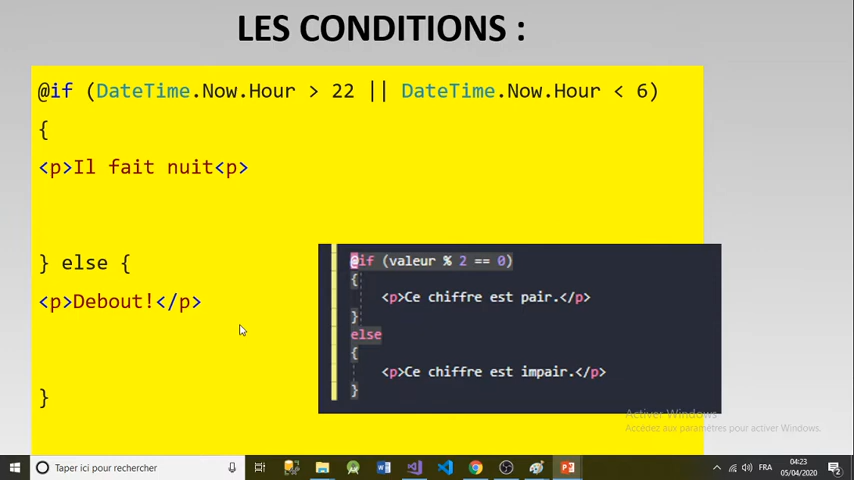 LES CONDITIONS :
@if (DateTime.Now.Hour > 22 || DateTime.Now.Hour < 6)
{
<p>Il fait nuit<p>
} else {
<p>Debout!</p>
}
@if (valeur % 2 == 0)
{
<p>Ce chiffre est pair.</p>
}
else
{
<p>Ce chiffre est impair.</p>
}
Activer Windows
Accédez aux paramètres pour activer Windows.
Taper ici pour rechercher
FRA
04:23
05/04/2020
2